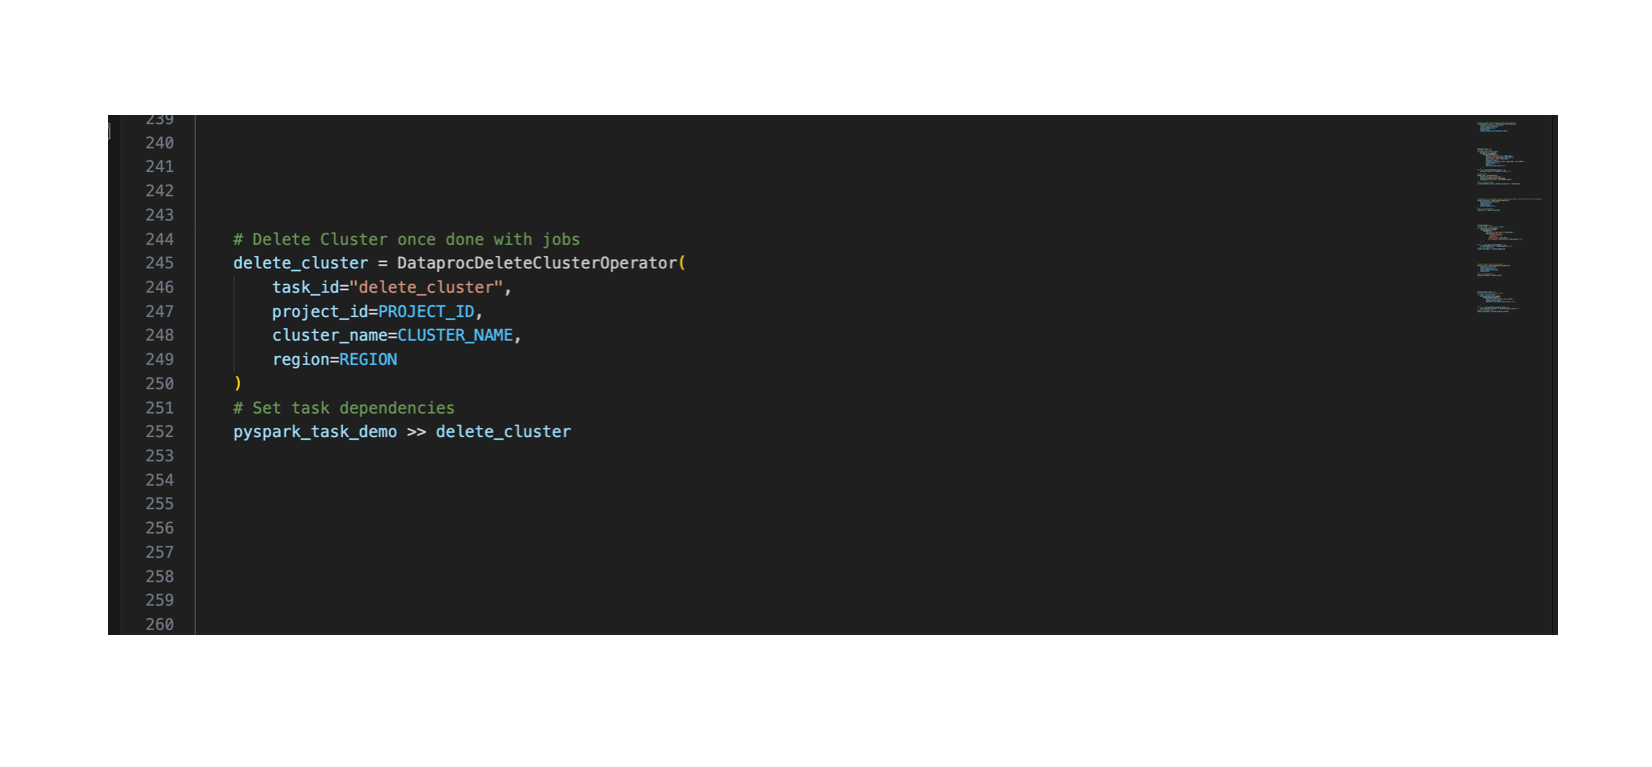 239
240
241
242
243
244 # Delete Cluster once done with jobs
245 delete_cluster = DataprocDeleteClusterOperator(
246 task_id="delete_cluster",
247 project_id=PROJECT_ID,
248 cluster_name=CLUSTER_NAME,
249 region=REGION
250 )
251 # Set task dependencies
252 pyspark_task_demo >> delete_cluster
253
254
255
256
257
258
259
260